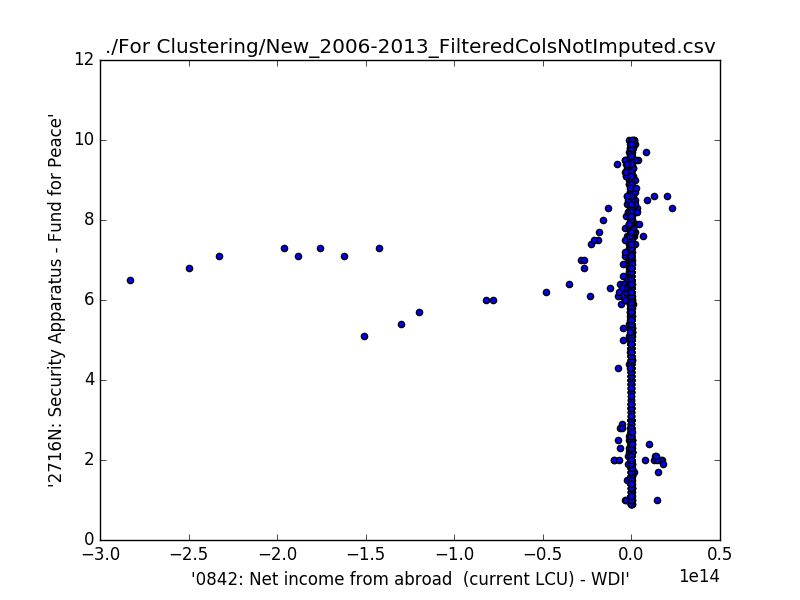 ./For Clustering/New_2006-2013_FilteredColsNotImputed.csv
12
10
8
6
4
2
0
'2716N: Security Apparatus - Fund for Peace'
−3.0 −2.5 −2.0 −1.5 −1.0 −0.5 0.0 0.5
1e14
'0842: Net income from abroad  (current LCU) - WDI'